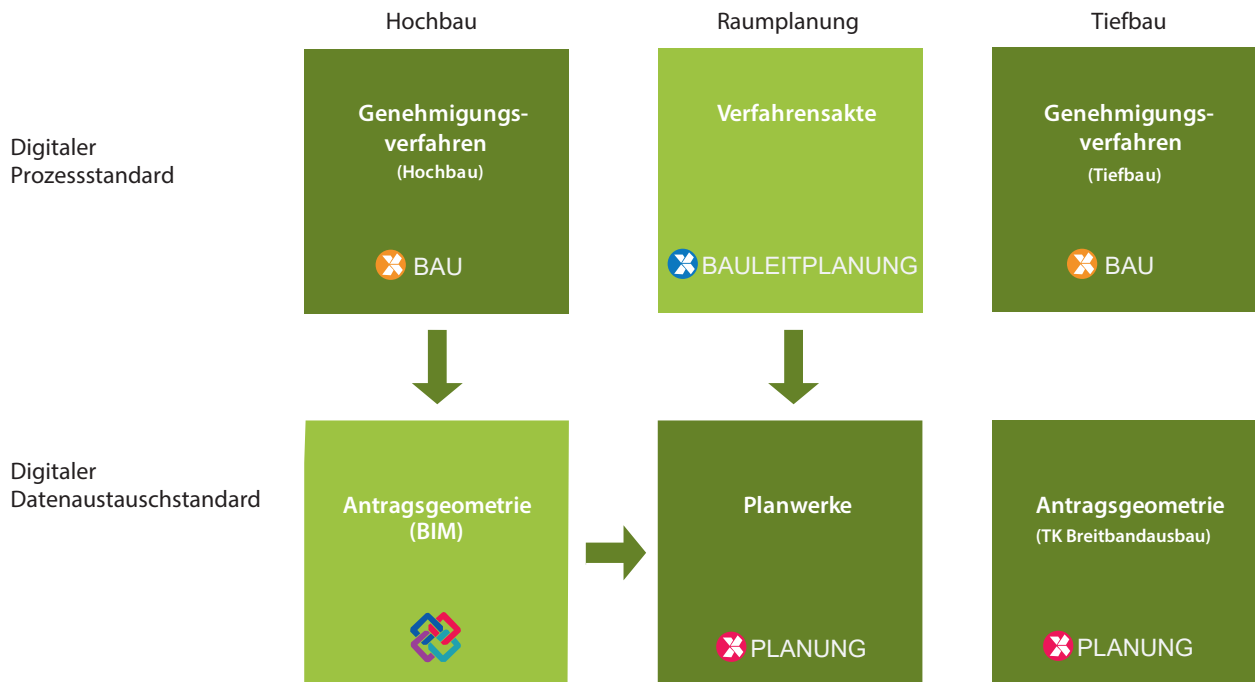 Hochbau
Raumplanung
Tiefbau
Digitaler
Prozessstandard
Genehmigungs-
verfahren
(Hochbau)
BAU
Verfahrensakte
BAULEITPLANUNG
Genehmigungs-
verfahren
(Tiefbau)
BAU
Digitaler
Datenaustauschstandard
Antragsgeometrie
(BIM)
Planwerke
PLANUNG
Antragsgeometrie
(TK Breitbandausbau)
PLANUNG